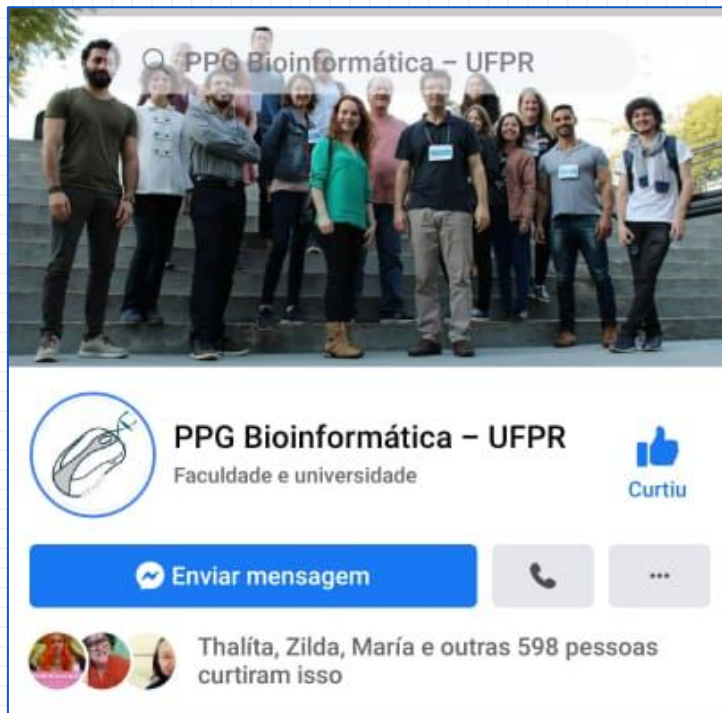 PPG Bioinformática – UFPR
PPG Bioinformática – UFPR
Faculdade e universidade
Curtiu
Enviar mensagem
...
Thalíta, Zilda, María e outras 598 pessoas
curtiram isso